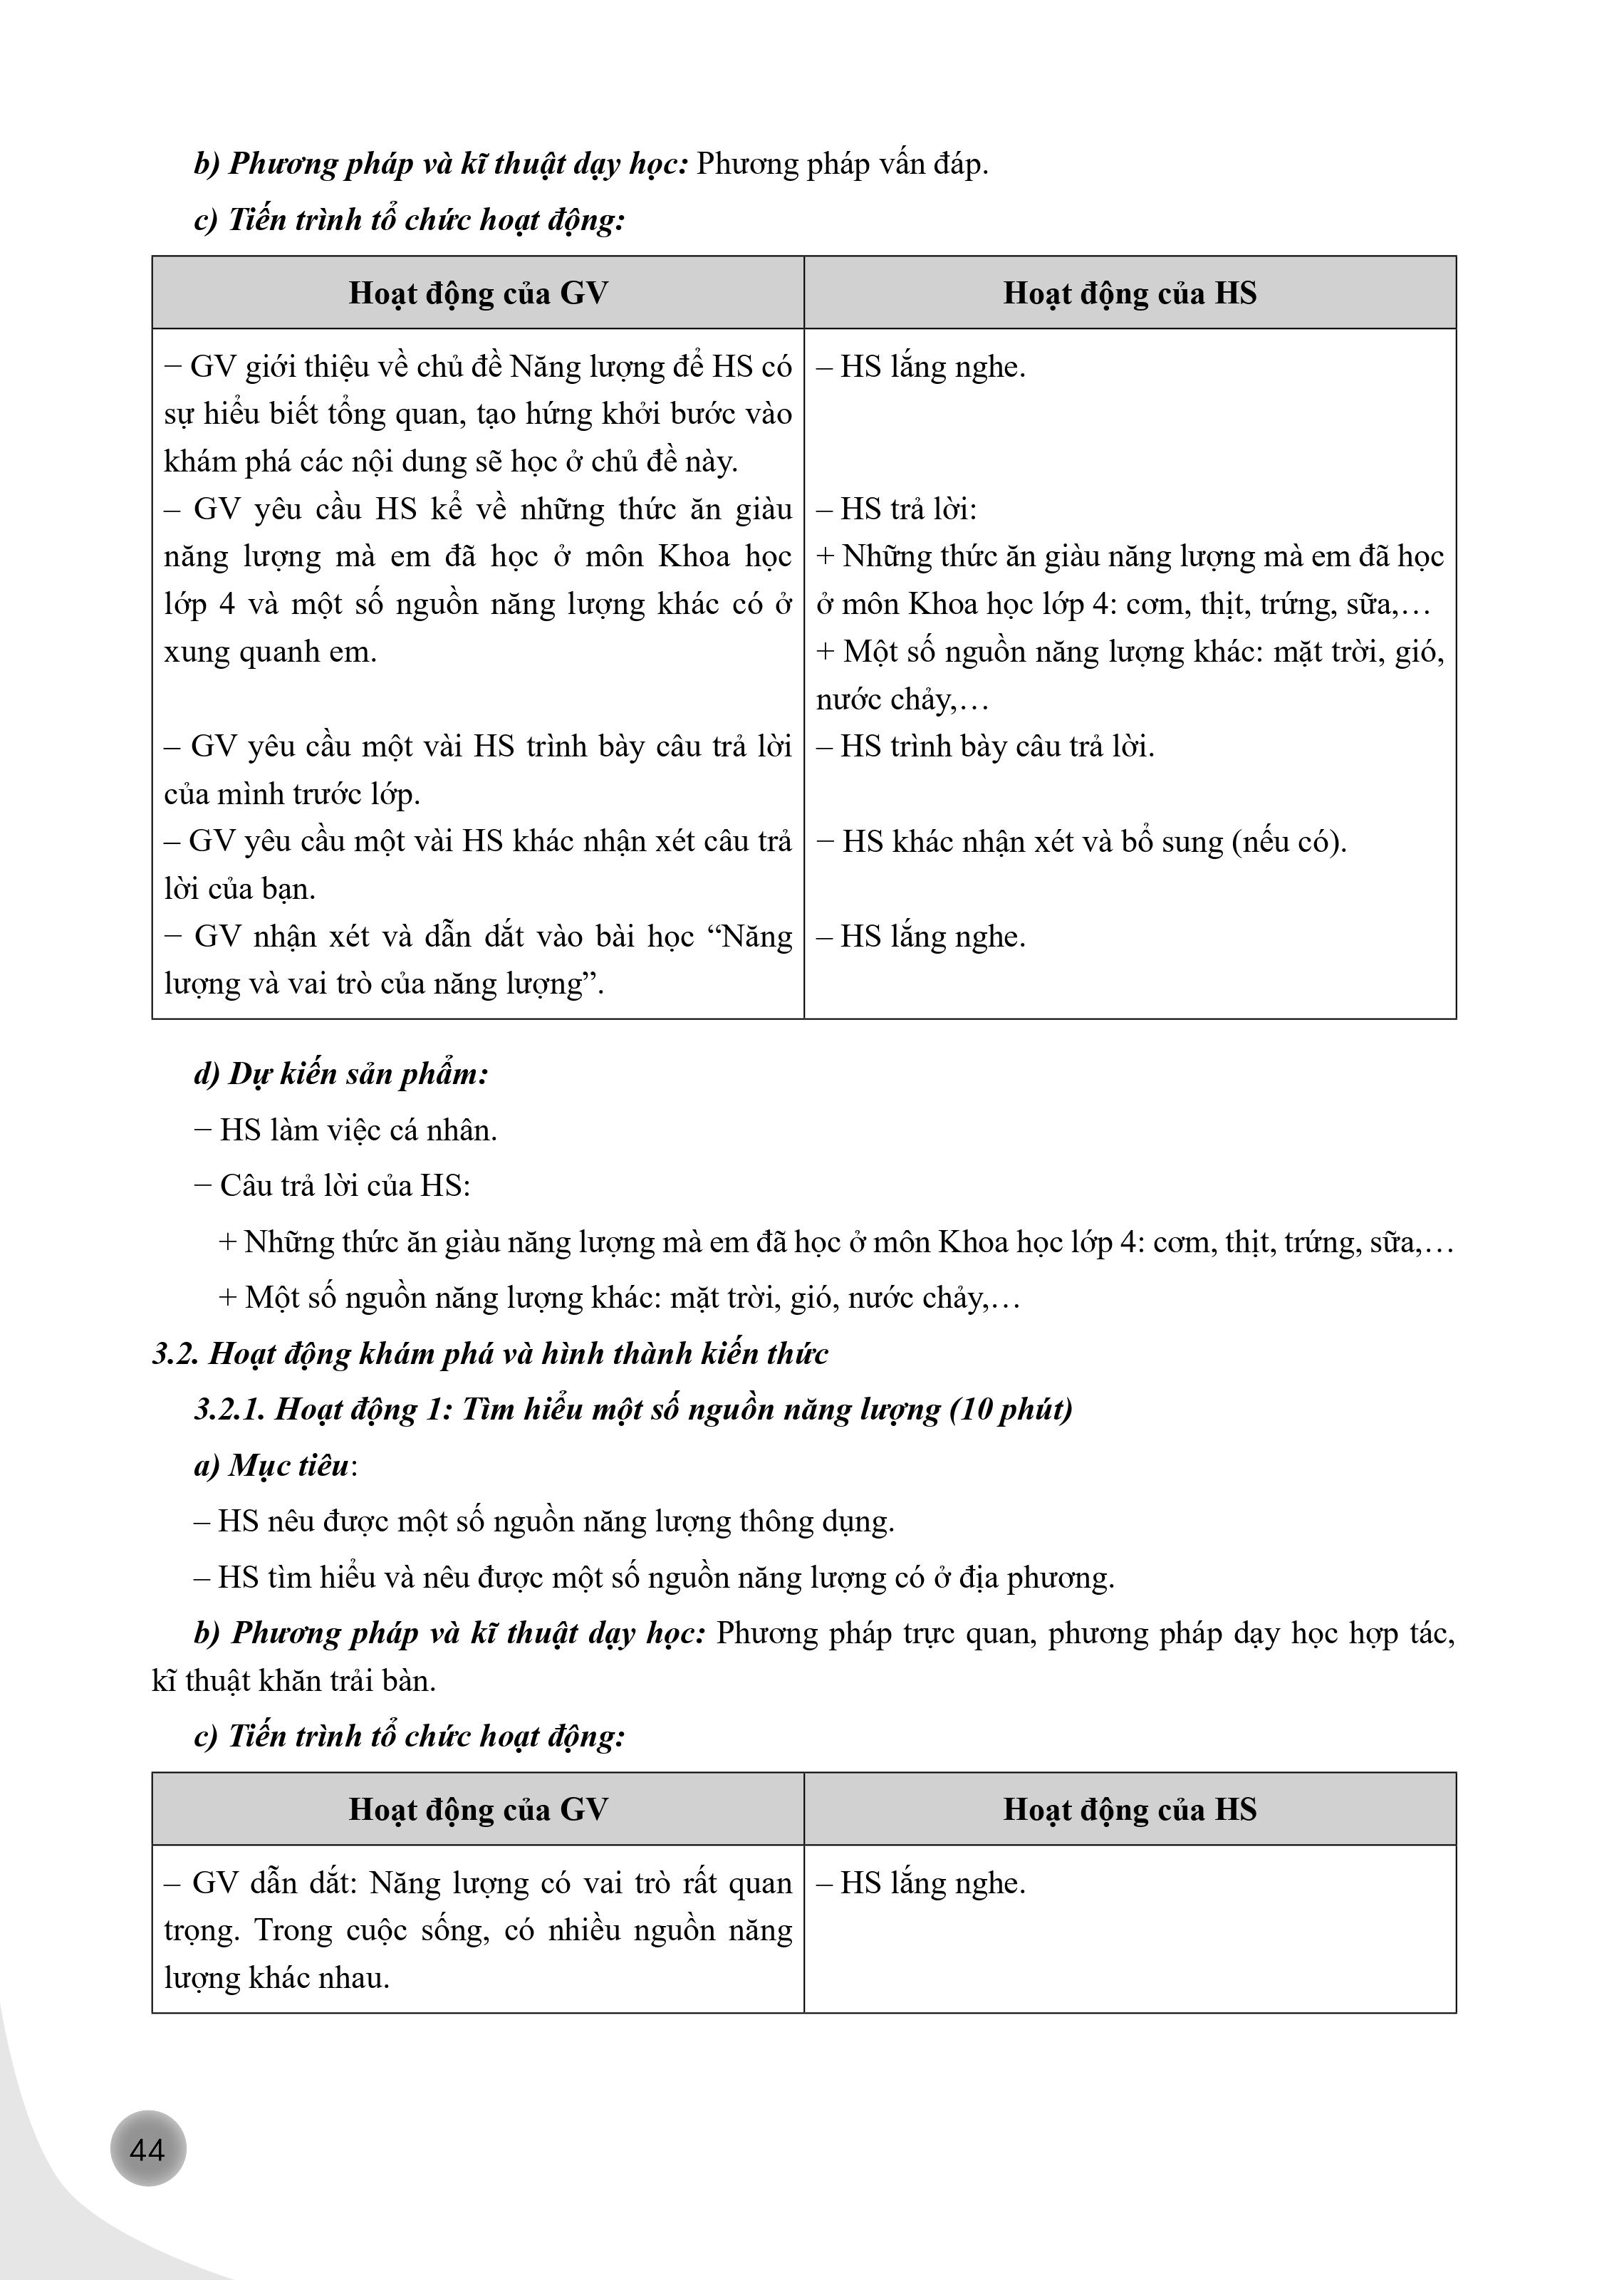 b) Phương pháp và kĩ thuật dạy học: Phương pháp vấn đáp.
c) Tiến trình tổ chức hoạt động:
Hoạt động của GV
Hoạt động của HS
− GV giới thiệu về chủ đề Năng lượng để HS có
sự hiểu biết tổng quan, tạo hứng khởi bước vào
khám phá các nội dung sẽ học ở chủ đề này.
– GV yêu cầu HS kể về những thức ăn giàu
năng lượng mà em đã học ở môn Khoa học
lớp 4 và một số nguồn năng lượng khác có ở
xung quanh em.
– GV yêu cầu một vài HS trình bày câu trả lời
của mình trước lớp.
– GV yêu cầu một vài HS khác nhận xét câu trả
lời của bạn.
− GV nhận xét và dẫn dắt vào bài học “Năng
lượng và vai trò của năng lượng”.
– HS lắng nghe.
– HS trả lời:
+ Những thức ăn giàu năng lượng mà em đã học
ở môn Khoa học lớp 4: cơm, thịt, trứng, sữa,…
+ Một số nguồn năng lượng khác: mặt trời, gió,
nước chảy,…
– HS trình bày câu trả lời.
− HS khác nhận xét và bổ sung (nếu có).
– HS lắng nghe.
d) Dự kiến sản phẩm:
− HS làm việc cá nhân.
− Câu trả lời của HS:
+ Những thức ăn giàu năng lượng mà em đã học ở môn Khoa học lớp 4: cơm, thịt, trứng, sữa,…
+ Một số nguồn năng lượng khác: mặt trời, gió, nước chảy,…
3.2. Hoạt động khám phá và hình thành kiến thức
3.2.1. Hoạt động 1: Tìm hiểu một số nguồn năng lượng (10 phút)
a) Mục tiêu:
– HS nêu được một số nguồn năng lượng thông dụng.
– HS tìm hiểu và nêu được một số nguồn năng lượng có ở địa phương.
b) Phương pháp và kĩ thuật dạy học: Phương pháp trực quan, phương pháp dạy học hợp tác,
kĩ thuật khăn trải bàn.
c) Tiến trình tổ chức hoạt động:
Hoạt động của GV
Hoạt động của HS
– GV dẫn dắt: Năng lượng có vai trò rất quan
trọng. Trong cuộc sống, có nhiều nguồn năng
lượng khác nhau.
– HS lắng nghe.
44